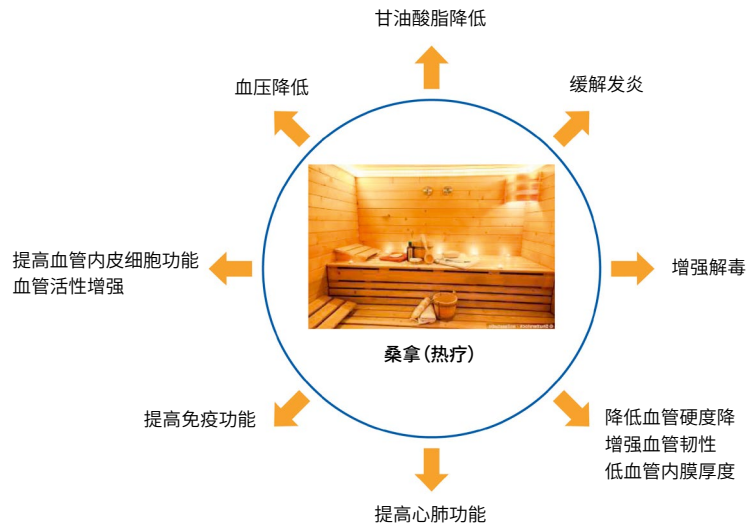 甘油酸脂降低
血压降低
缓解发炎
提高血管内皮细胞功能
血管活性增强
增强解毒
桑拿(热疗)
提高免疫功能
降低血管硬度降
增强血管韧性
低血管内膜厚度
提高心肺功能